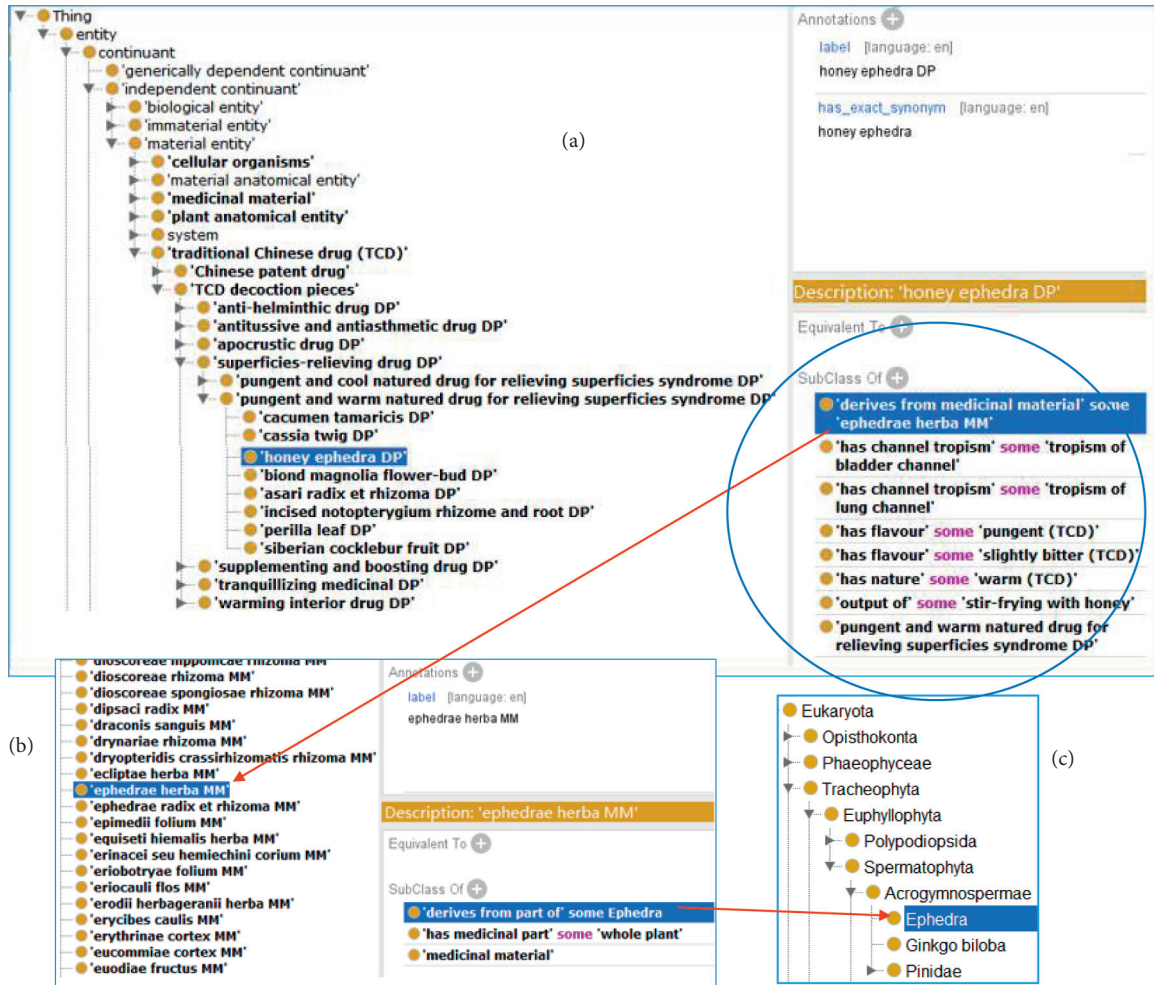 Thing
entity
continuant
'generically dependent continuant'
'independent continuant'
'biological entity'
'immaterial entity'
'material entity'
'cellular organisms'
'material anatomical entity'
'medicinal material'
'plant anatomical entity'
system
'traditional Chinese drug (TCD)'
'Chinese patent drug'
'TCD decoction pieces'
'anti-helminthic drug DP'
'antitussive and antiasthmetic drug DP'
'apocrustic drug DP'
'superficies-relieving drug DP'
'pungent and cool natured drug for relieving superficies syndrome DP'
'pungent and warm natured drug for relieving superficies syndrome DP'
'cacumen tamaricis DP'
'cassia twig DP'
'honey ephedra DP'
'biond magnolia flower-bud DP'
'asari radix et rhizoma DP'
'incised notopterygium rhizome and root DP'
'perilla leaf DP'
'siberian cocklebur fruit DP'
'supplementing and boosting drug DP'
'tranquillizing medicinal DP'
'warming interior drug DP'
(a)
Annotations
label [language: en]
honey ephedra DP
has_exact_synonym [language: en]
honey ephedra
Description: 'honey ephedra DP'
Equivalent To
SubClass Of
'derives from medicinal material' some
'ephedrae herba MM'
'has channel tropism' some 'tropism of
bladder channel'
'has channel tropism' some 'tropism of
lung channel'
'has flavour' some 'pungent (TCD)'
'has flavour' some 'slightly bitter (TCD)'
'has nature' some 'warm (TCD)'
'output of' some 'stir-frying with honey'
'pungent and warm natured drug for
relieving superficies syndrome DP'
(b)
'dioscoreae hipponicae rhizoma MM'
'dioscoreae rhizoma MM'
'dioscoreae spongiosae rhizoma MM'
'dipsaci radix MM'
'draconis sanguis MM'
'drynariae rhizoma MM'
'dryopteridis crassirhizomatis rhizoma MM'
'ecliptae herba MM'
'ephedrae herba MM'
'ephedrae radix et rhizoma MM'
'epimedii folium MM'
'equiseti hiemalis herba MM'
'erinacei seu hemiechini corium MM'
'eriobotryae folium MM'
'eriocauli flos MM'
'erodii herbageranii herba MM'
'erycibes caulis MM'
'erythrinae cortex MM'
'eucommiae cortex MM'
'euodiae fructus MM'
Annotations
label [language: en]
ephedrae herba MM
Description: 'ephedrae herba MM'
Equivalent To
SubClass Of
'derives from part of' some Ephedra
'has medicinal part' some 'whole plant'
'medicinal material'
(c)
Eukaryota
Opisthokonta
Phaeophyceae
Tracheophyta
Euphyllophyta
Polypodiopsida
Spermatophyta
Acrogymnospermae
Ephedra
Ginkgo biloba
Pinidae